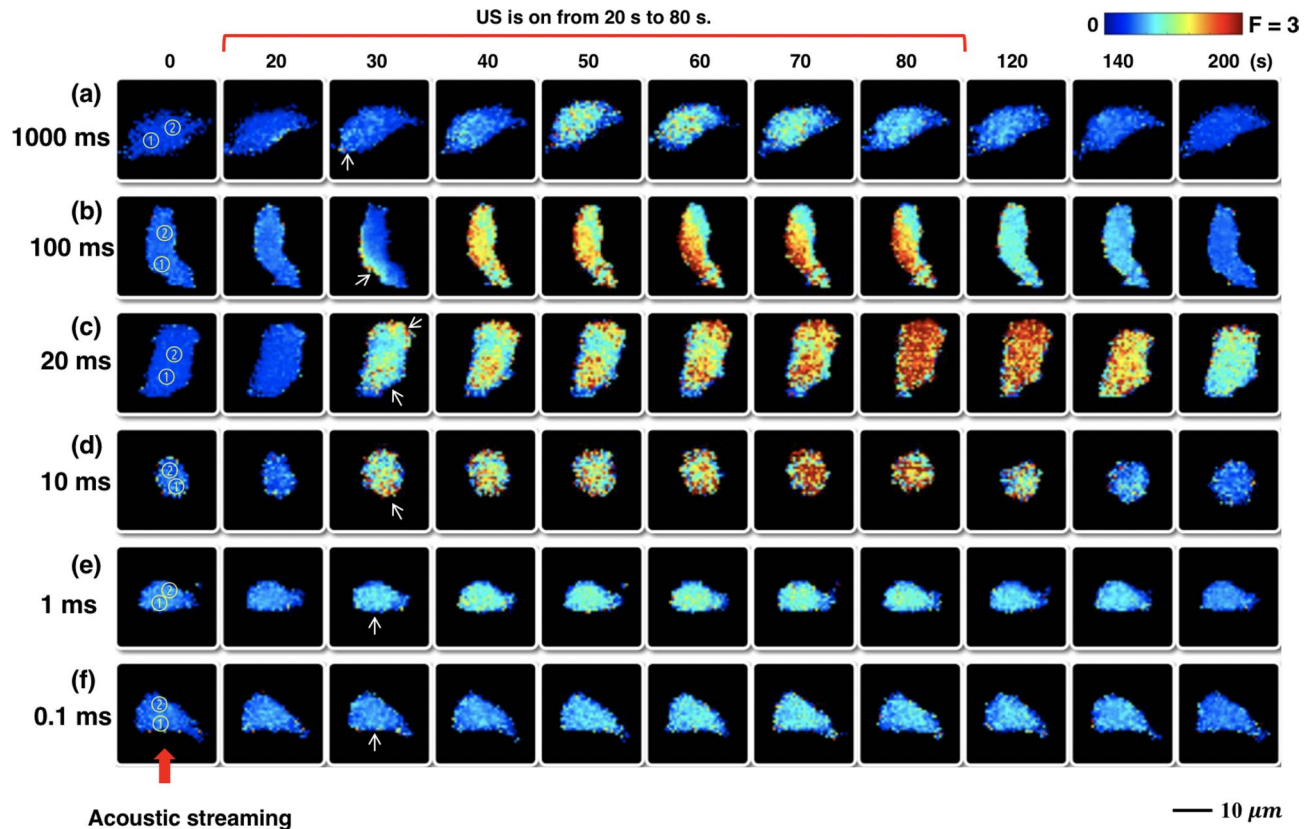 US is on from 20 s to 80 s.
0 F = 3
0 20 30 40 50 60 70 80 120 140 200 (s)
(a)
1000 ms
① ②
(b)
100 ms
②
①
(c)
20 ms
②
①
(d)
10 ms
②
①
(e)
1 ms
②
①
(f)
0.1 ms
②
①
Acoustic streaming
10 μm